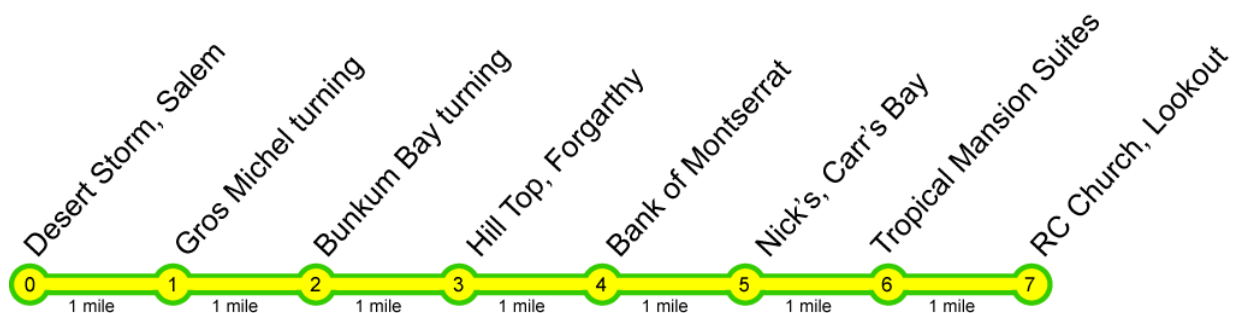 Desert Storm, Salem
Gros Michel turning
Bunkum Bay turning
Hill Top, Forgarthy
Bank of Montserrat
Nick's, Carr's Bay
Tropical Mansion Suites
RC Church, Lookout
0
1
2
3
4
5
6
7
1 mile
1 mile
1 mile
1 mile
1 mile
1 mile
1 mile